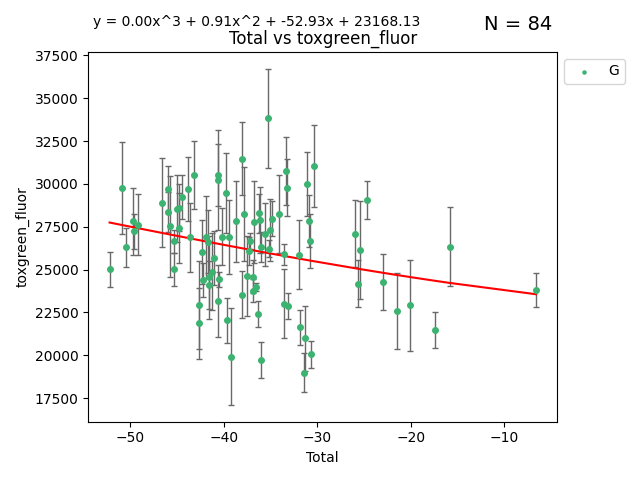 y = 0.00x^3 + 0.91x^2 + -52.93x + 23168.13
N = 84
Total vs toxgreen_fluor
37500
35000
32500
30000
27500
25000
22500
20000
17500
toxgreen_fluor
G
−50
−40
−30
−20
−10
Total